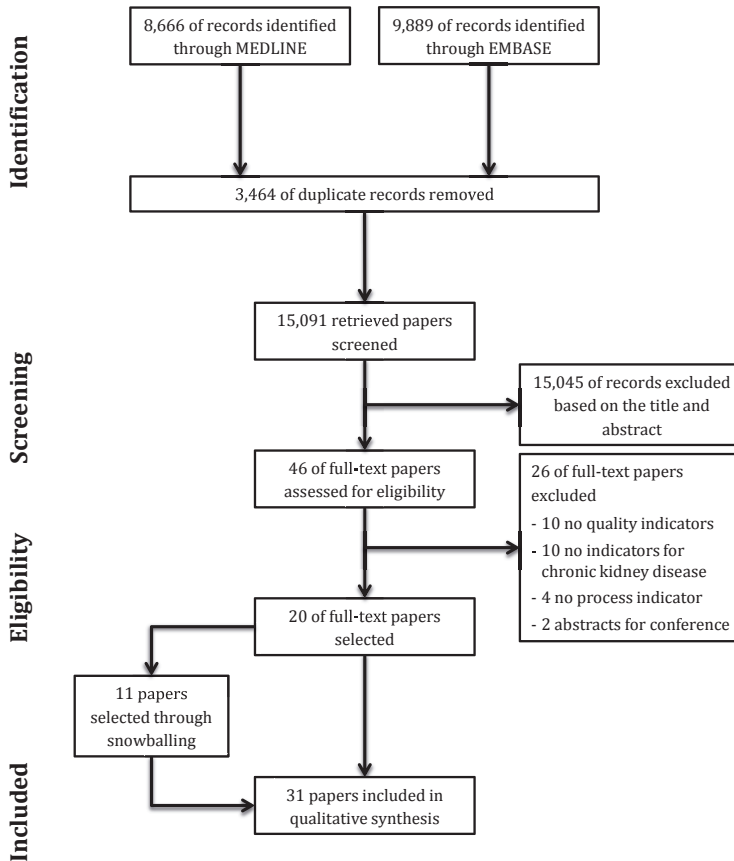 Identification
8,666 of records identified
through MEDLINE
9,889 of records identified
through EMBASE
3,464 of duplicate records removed
Screening
15,091 retrieved papers
screened
15,045 of records excluded
based on the title and
abstract
46 of full-text papers
assessed for eligibility
26 of full-text papers
excluded
- 10 no quality indicators
- 10 no indicators for
chronic kidney disease
- 4 no process indicator
- 2 abstracts for conference
Eligibility
20 of full-text papers
selected
11 papers
selected through
snowballing
Included
31 papers included in
qualitative synthesis